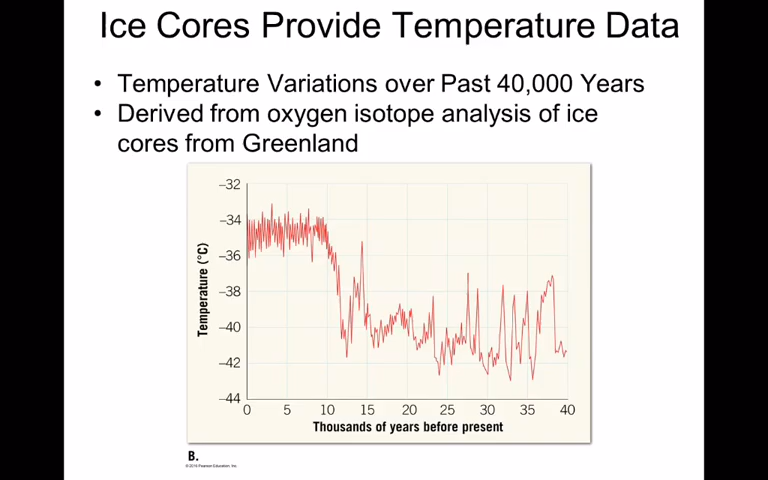 Ice Cores Provide Temperature Data
• Temperature Variations over Past 40,000 Years
• Derived from oxygen isotope analysis of ice
cores from Greenland
−32
−34
−36
−38
−40
−42
−44
Temperature (°C)
0 5 10 15 20 25 30 35 40
Thousands of years before present
B.
© 2016 Pearson Education, Inc.